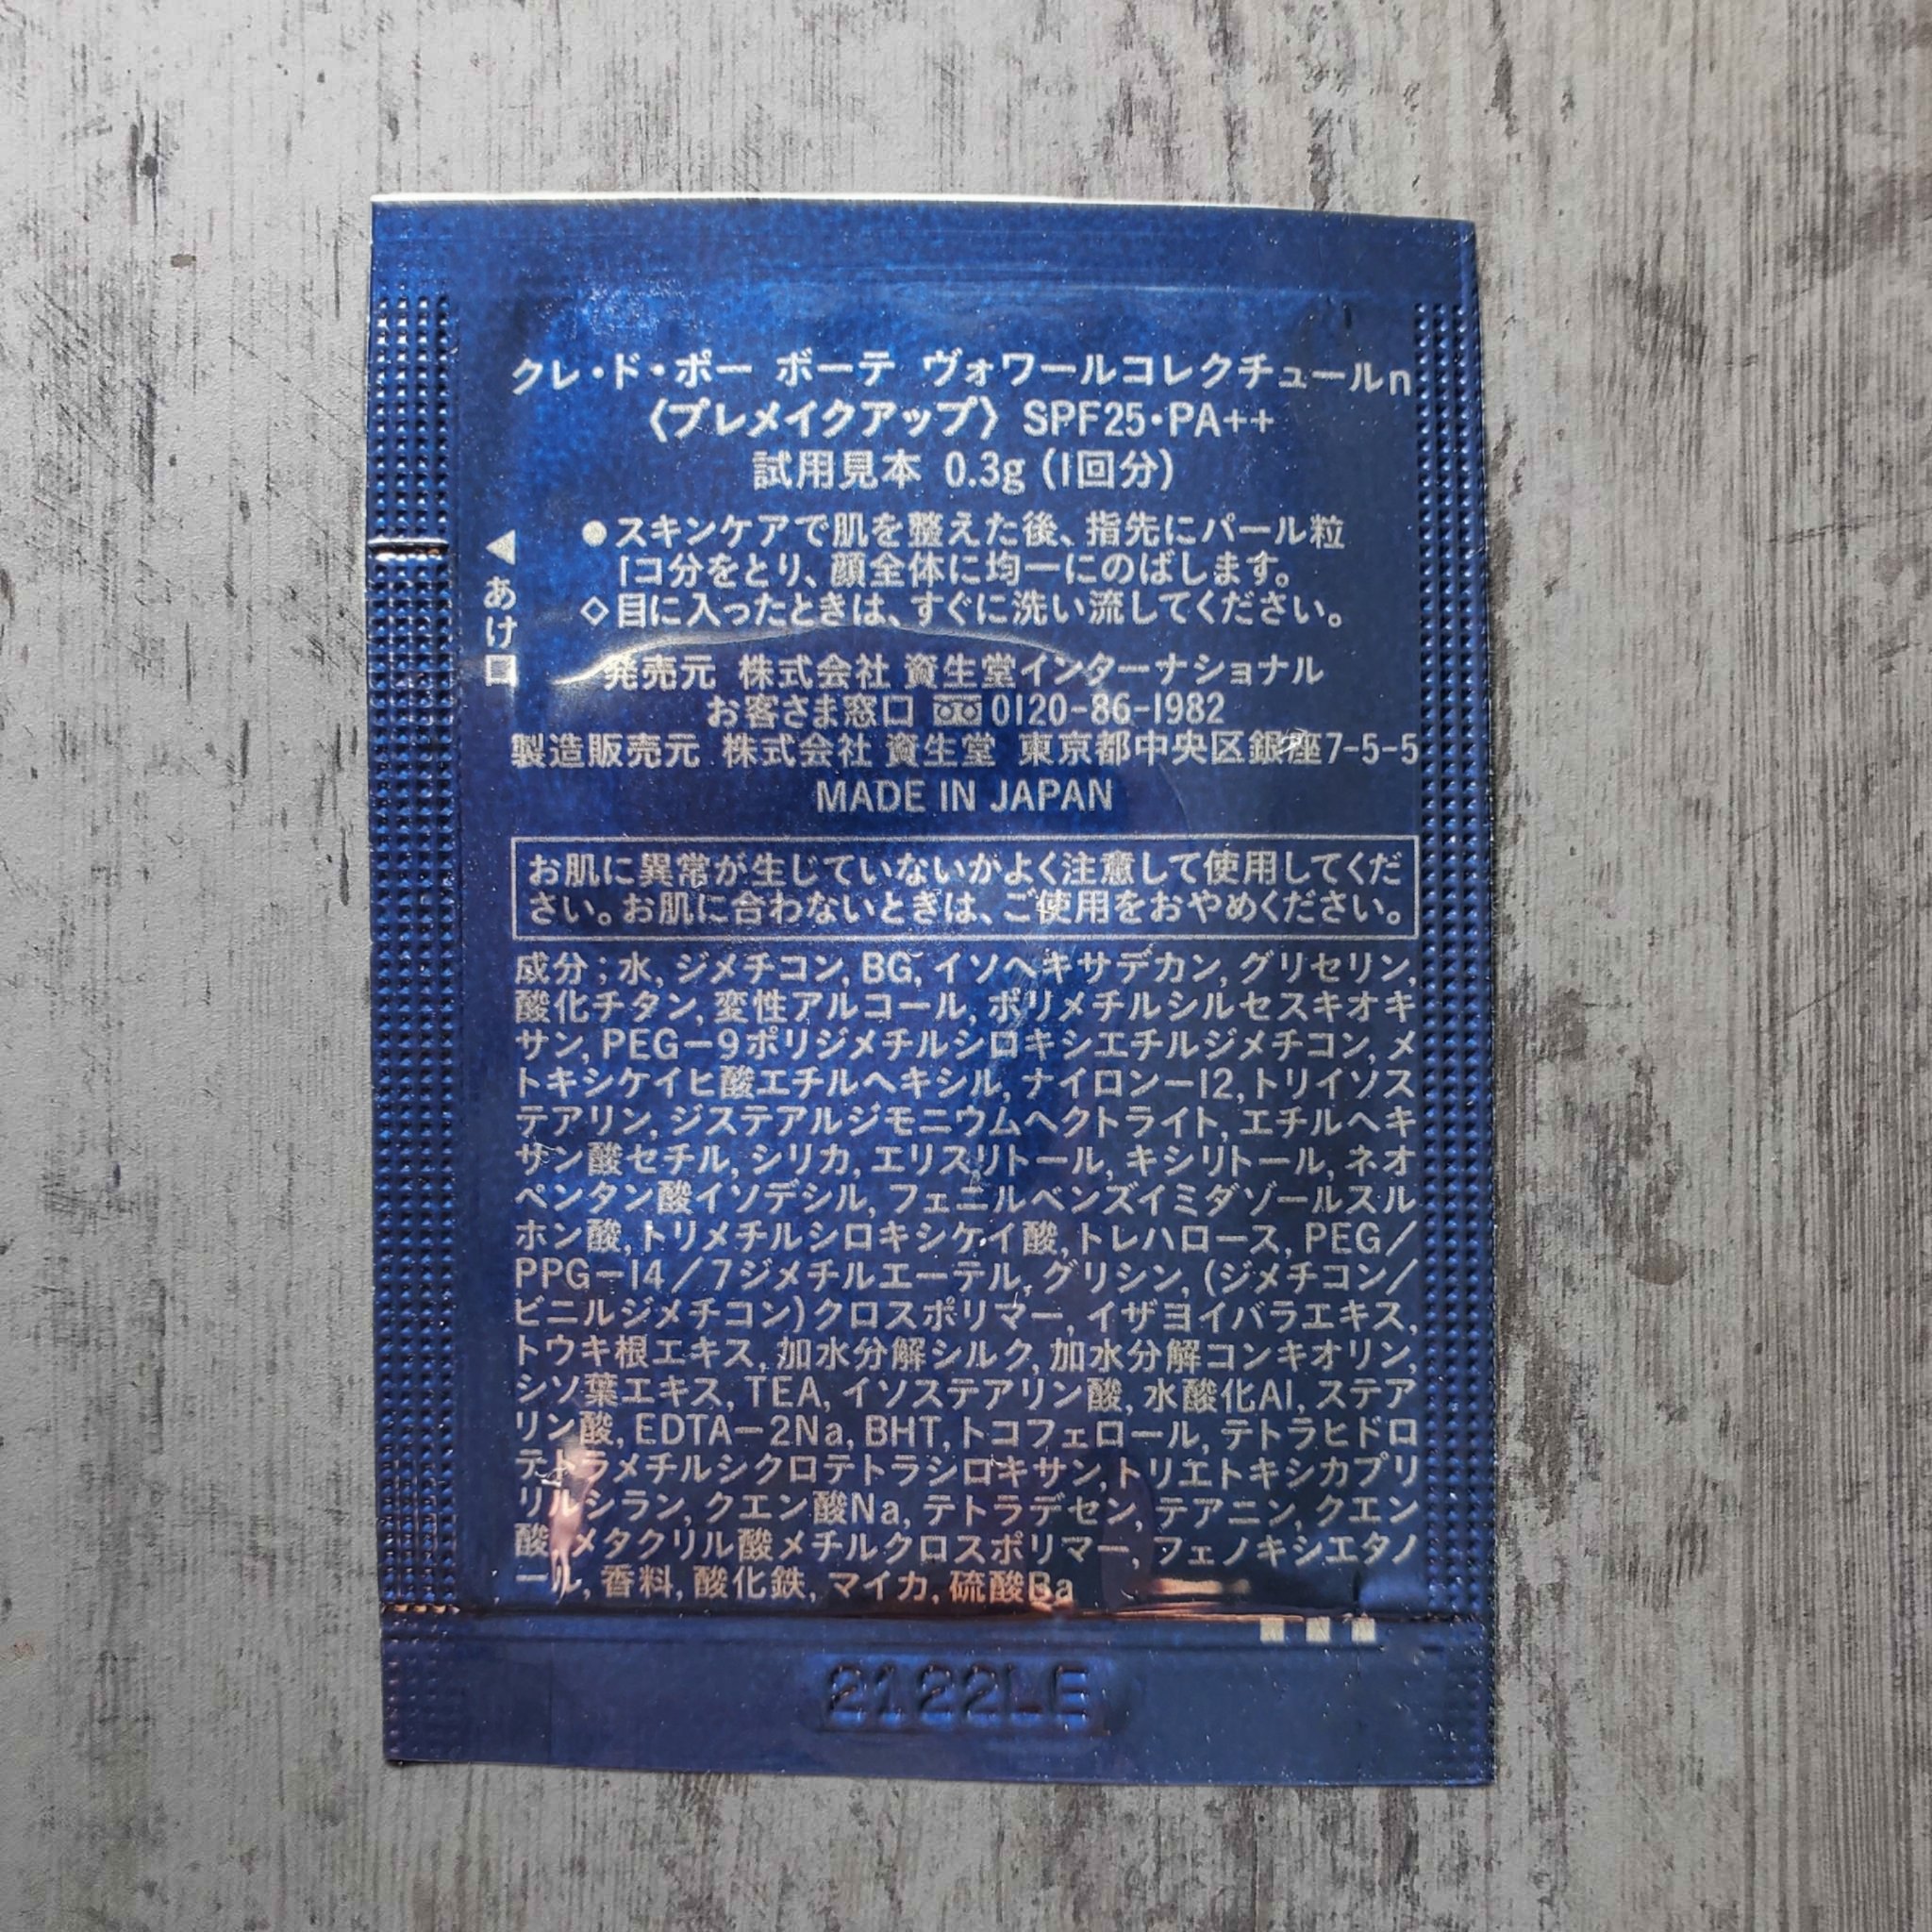 クレ・ド・ポー ボーテ ヴォワールコレクチュールn
〈プレメイクアップ〉 SPF25・PA++
試用見本 0.3g (1回分)
◀あけ口
●スキンケアで肌を整えた後、指先にパール粒
1コ分をとり、顔全体に均一にのばします。
◇目に入ったときは、すぐに洗い流してください。
発売元 株式会社 資生堂インターナショナル
お客さま窓口 0120-86-1982
製造販売元 株式会社 資生堂 東京都中央区銀座7-5-5
MADE IN JAPAN
お肌に異常が生じていないかよく注意して使用してくだ
さい。お肌に合わないときは、ご使用をおやめください。
成分；水, ジメチコン, BG, イソヘキサデカン, グリセリン,
酸化チタン, 変性アルコール, ポリメチルシルセスキオキ
サン, PEG－9ポリジメチルシロキシエチルジメチコン, メ
トキシケイヒ酸エチルヘキシル, ナイロン－12, トリイソス
テアリン, ジステアルジモニウムヘクトライト, エチルヘキ
サン酸セチル, シリカ, エリスリトール, キシリトール, ネオ
ペンタン酸イソデシル, フェニルベンズイミダゾールスル
ホン酸, トリメチルシロキシケイ酸, トレハロース, PEG／
PPG－14／7ジメチルエーテル, グリシン, (ジメチコン／
ビニルジメチコン)クロスポリマー, イザヨイバラエキス,
トウキ根エキス, 加水分解シルク, 加水分解コンキオリン,
シソ葉エキス, TEA, イソステアリン酸, 水酸化Al, ステア
リン酸, EDTA－2Na, BHT, トコフェロール, テトラヒドロ
テトラメチルシクロテトラシロキサン, トリエトキシカプリ
リルシラン, クエン酸Na, テトラデセン, テアニン, クエン
酸, メタクリル酸メチルクロスポリマー, フェノキシエタノ
ール, 香料, 酸化鉄, マイカ, 硫酸Ba
2122LE